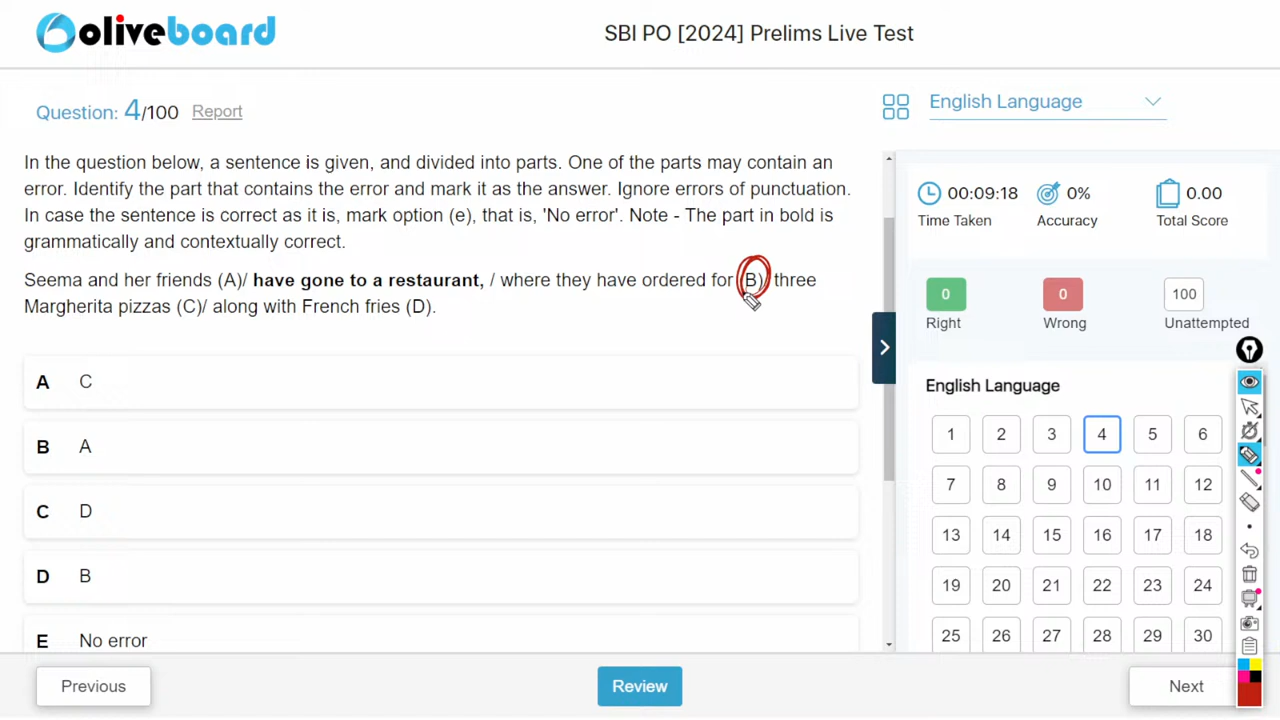 oliveboard
SBI PO [2024] Prelims Live Test
Question: 4/100 Report
English Language
In the question below, a sentence is given, and divided into parts. One of the parts may contain an
error. Identify the part that contains the error and mark it as the answer. Ignore errors of punctuation.
In case the sentence is correct as it is, mark option (e), that is, 'No error'. Note - The part in bold is
grammatically and contextually correct.
Seema and her friends (A)/ have gone to a restaurant, / where they have ordered for (B)/ three
Margherita pizzas (C)/ along with French fries (D).
A C
B A
C D
D B
E No error
00:09:18
Time Taken
0%
Accuracy
0.00
Total Score
0
Right
0
Wrong
100
Unattempted
English Language
1 2 3 4 5 6
7 8 9 10 11 12
13 14 15 16 17 18
19 20 21 22 23 24
25 26 27 28 29 30
Previous
Review
Next